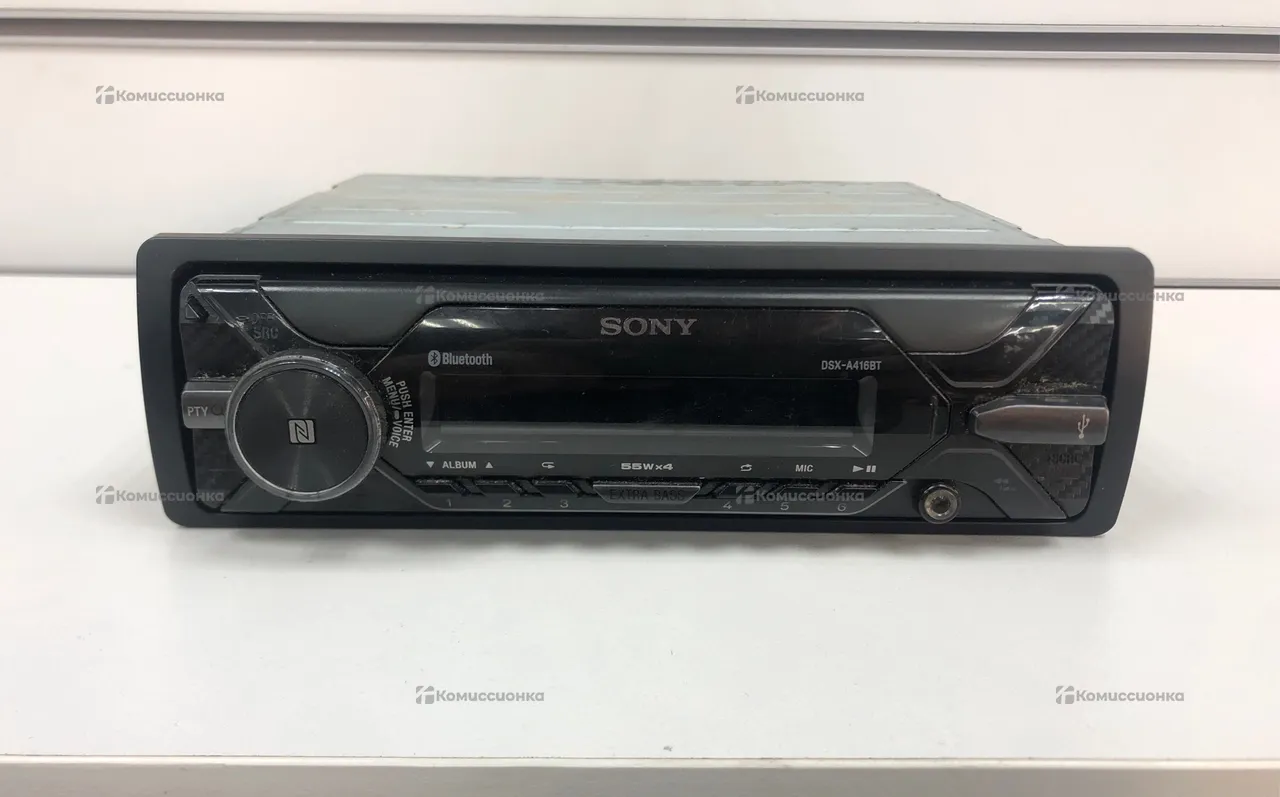 Комиссионка
Комиссионка
Комиссионка
Комиссионка
SRC
SONY
Bluetooth
DSX-A416BT
PTY
PUSH ENTER
MENU/ VOICE
▼ ALBUM ▲
55W×4
MIC
Комиссионка
EXTRA BASS
Комиссионка
1 2 3 4 5 6
Комиссионка
Комиссионка